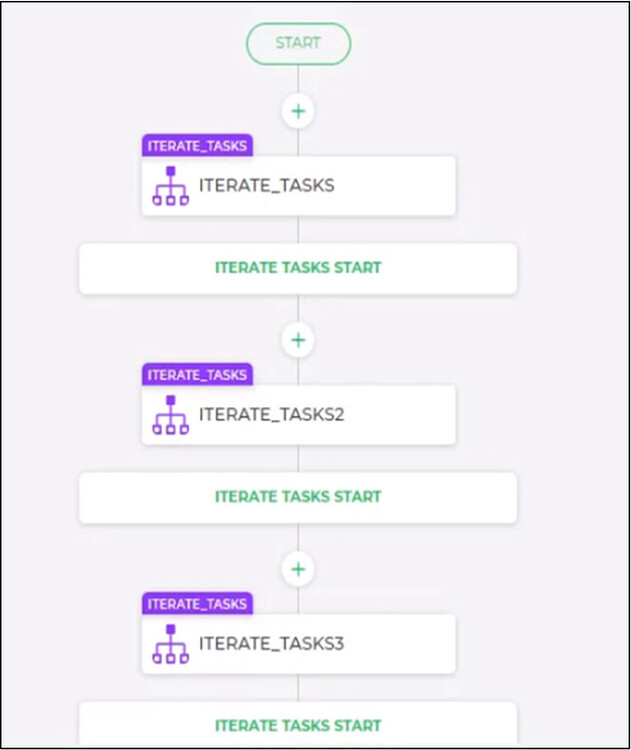 START
ITERATE_TASKS
ITERATE_TASKS
ITERATE TASKS START
ITERATE_TASKS
ITERATE_TASKS2
ITERATE TASKS START
ITERATE_TASKS
ITERATE_TASKS3
ITERATE TASKS START